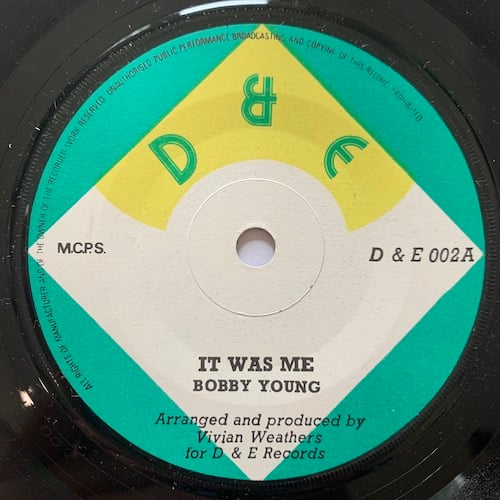 ALL RIGHTS OF MANUFACTURER AND OF THE OWNER OF THE RECORDED WORK RESERVED. UNAUTHORISED PUBLIC PERFORMANCE BROADCASTING AND COPYING OF THIS RECORD PROHIBITED
D & E
M.C.P.S.
D & E 002A
IT WAS ME
BOBBY YOUNG
Arranged and produced by
Vivian Weathers
for D & E Records